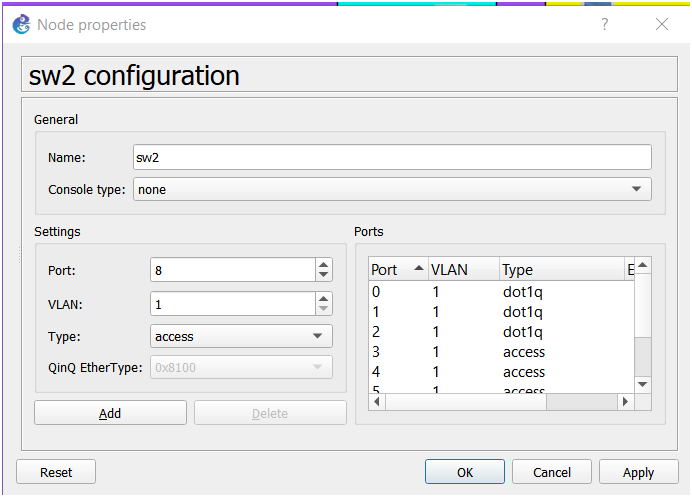 Node properties
?
sw2 configuration
General
Name: sw2
Console type: none
Settings
Port: 8
VLAN: 1
Type: access
QinQ EtherType: 0x8100
Add Delete
Ports
Port VLAN Type E
0 1 dot1q
1 1 dot1q
2 1 dot1q
3 1 access
4 1 access
5 1 access
Reset OK Cancel Apply